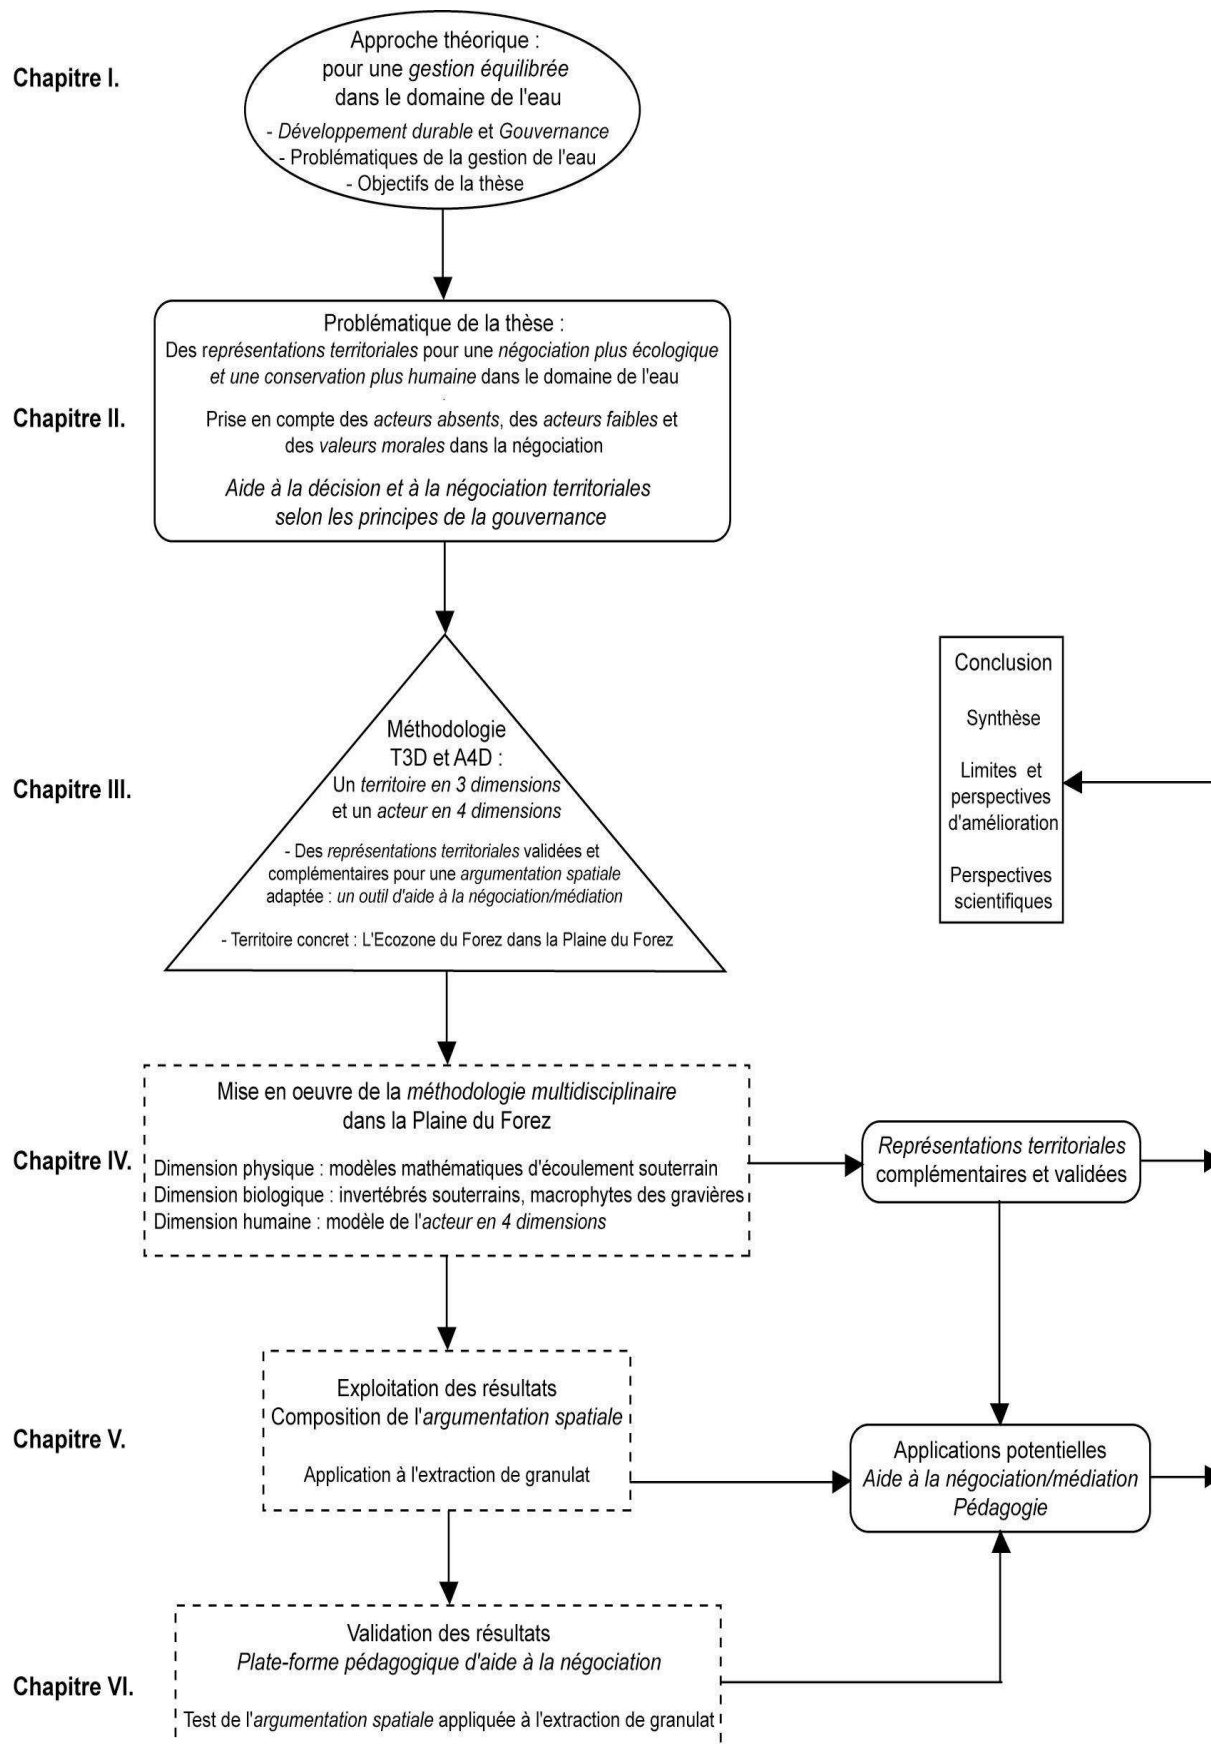 Chapitre I.
Approche théorique :
pour une gestion équilibrée
dans le domaine de l'eau
- Développement durable et Gouvernance
- Problématiques de la gestion de l'eau
- Objectifs de la thèse
Chapitre II.
Problématique de la thèse :
Des représentations territoriales pour une négociation plus écologique
et une conservation plus humaine dans le domaine de l'eau
Prise en compte des acteurs absents, des acteurs faibles et
des valeurs morales dans la négociation
Aide à la décision et à la négociation territoriales
selon les principes de la gouvernance
Chapitre III.
Méthodologie
T3D et A4D :
Un territoire en 3 dimensions
et un acteur en 4 dimensions
- Des représentations territoriales validées et
complémentaires pour une argumentation spatiale
adaptée : un outil d'aide à la négociation/médiation
- Territoire concret : L'Ecozone du Forez dans la Plaine du Forez
Conclusion
Synthèse
Limites et
perspectives
d'amélioration
Perspectives
scientifiques
Chapitre IV.
Mise en oeuvre de la méthodologie multidisciplinaire
dans la Plaine du Forez
Dimension physique : modèles mathématiques d'écoulement souterrain
Dimension biologique : invertébrés souterrains, macrophytes des gravières
Dimension humaine : modèle de l'acteur en 4 dimensions
Représentations territoriales
complémentaires et validées
Chapitre V.
Exploitation des résultats
Composition de l'argumentation spatiale
Application à l'extraction de granulat
Applications potentielles
Aide à la négociation/médiation
Pédagogie
Chapitre VI.
Validation des résultats
Plate-forme pédagogique d'aide à la négociation
Test de l'argumentation spatiale appliquée à l'extraction de granulat